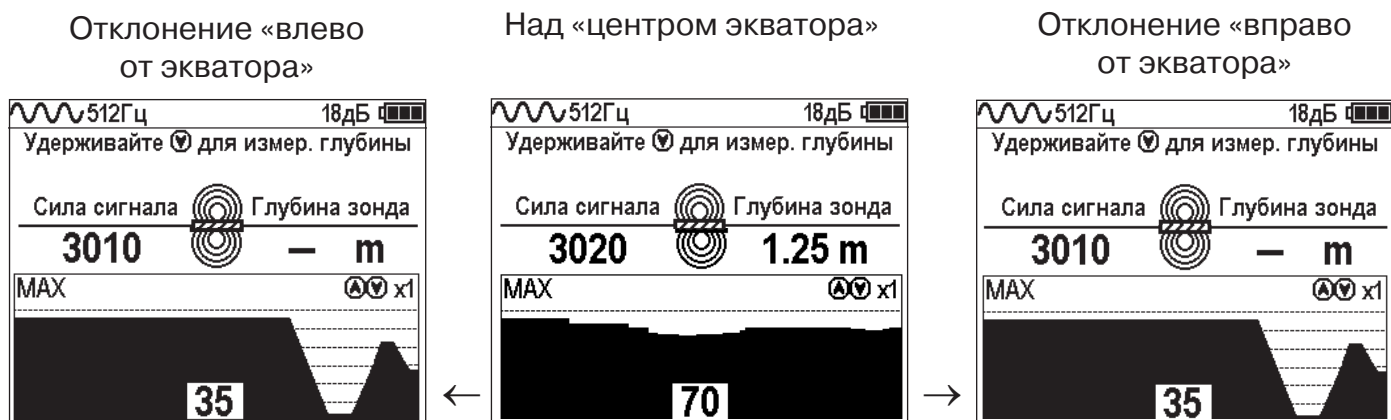 Отклонение «влево
от экватора»
Над «центром экватора»
Отклонение «вправо
от экватора»
512Гц 18дБ
Удерживайте для измер. глубины
Сила сигнала Глубина зонда
3010 – m
MAX x1
35
512Гц 18дБ
Удерживайте для измер. глубины
Сила сигнала Глубина зонда
3020 1.25 m
MAX x1
← 70 →
512Гц 18дБ
Удерживайте для измер. глубины
Сила сигнала Глубина зонда
3010 – m
MAX x1
35